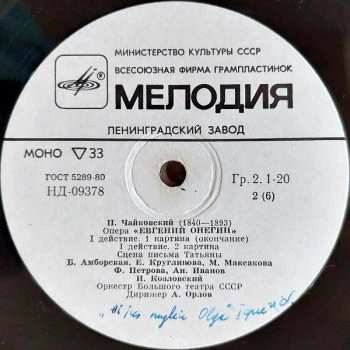 МИНИСТЕРСТВО КУЛЬТУРЫ СССР
ВСЕСОЮЗНАЯ ФИРМА ГРАМПЛАСТИНОК
МЕЛОДИЯ
ЛЕНИНГРАДСКИЙ ЗАВОД
МОНО 33
ГОСТ 5289-80
НД-09378
Гр. 2. 1-20
2 (6)
П. Чайковский (1840—1893)
Опера «ЕВГЕНИЙ ОНЕГИН»
I действие. 1 картина (окончание)
I действие. 2 картина
Сцена письма Татьяны
Б. Амборская, Е. Кругликова, М. Максакова
Ф. Петрова, Ан. Иванов
И. Козловский
Оркестр Большого театра СССР
Дирижер А. Орлов